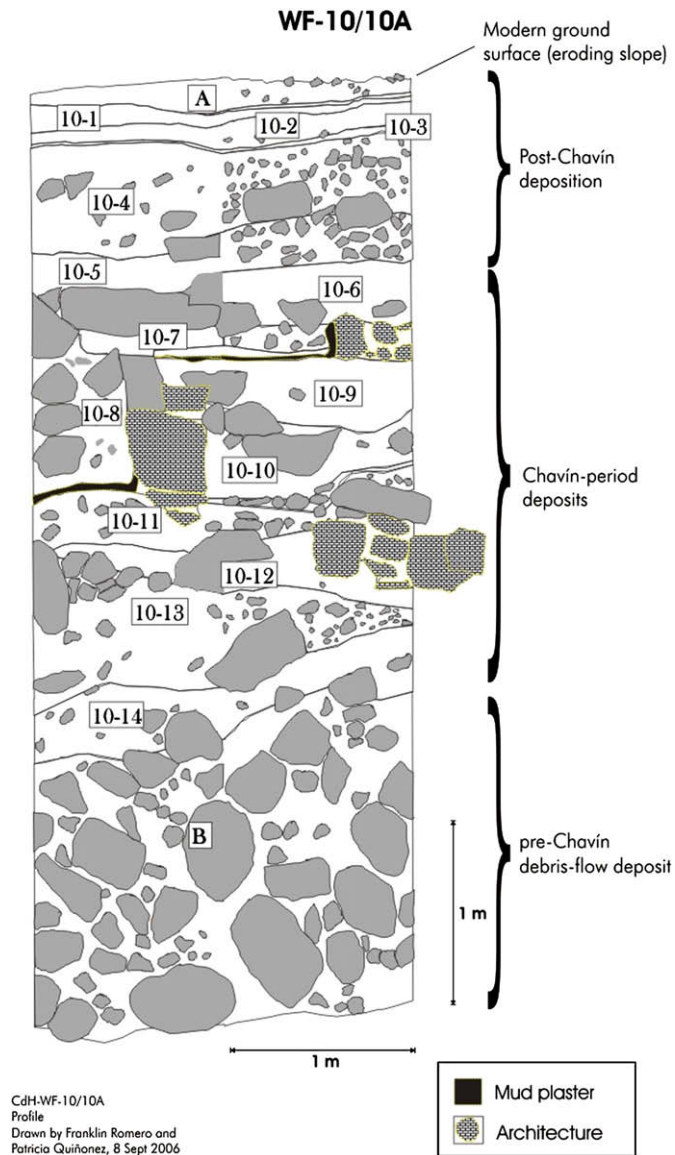 WF-10/10A
Modern ground
surface (eroding slope)
A
10-1
10-2
10-3
Post-Chavín
deposition
10-4
10-5
10-6
10-7
10-9
10-8
10-10
Chavín-period
deposits
10-11
10-12
10-13
10-14
B
pre-Chavín
debris-flow deposit
1 m
1 m
Mud plaster
Architecture
CdH-WF-10/10A
Profile
Drawn by Franklin Romero and
Patricia Quiñonez, 8 Sept 2006